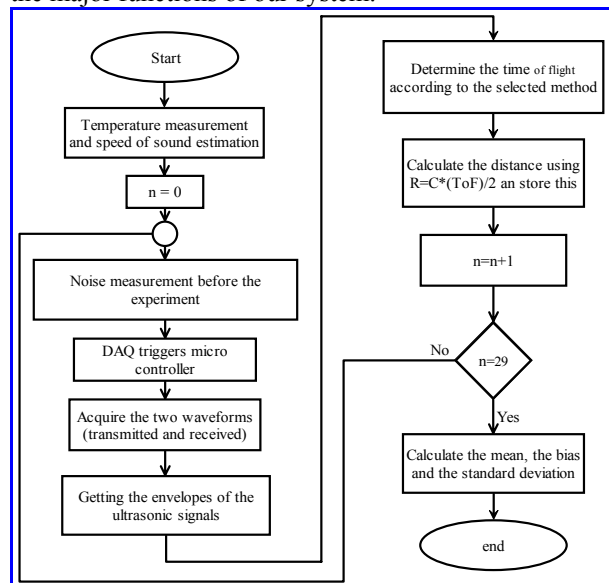 the major functions of our system.
Start
Temperature measurement
and speed of sound estimation
n = 0
Noise measurement before the
experiment
DAQ triggers micro
controller
Acquire the two waveforms
(transmitted and received)
Getting the envelopes of the
ultrasonic signals
Determine the time of flight
according to the selected method
Calculate the distance using
R=C*(ToF)/2 an store this
n=n+1
No
n=29
Yes
Calculate the mean, the bias
and the standard deviation
end